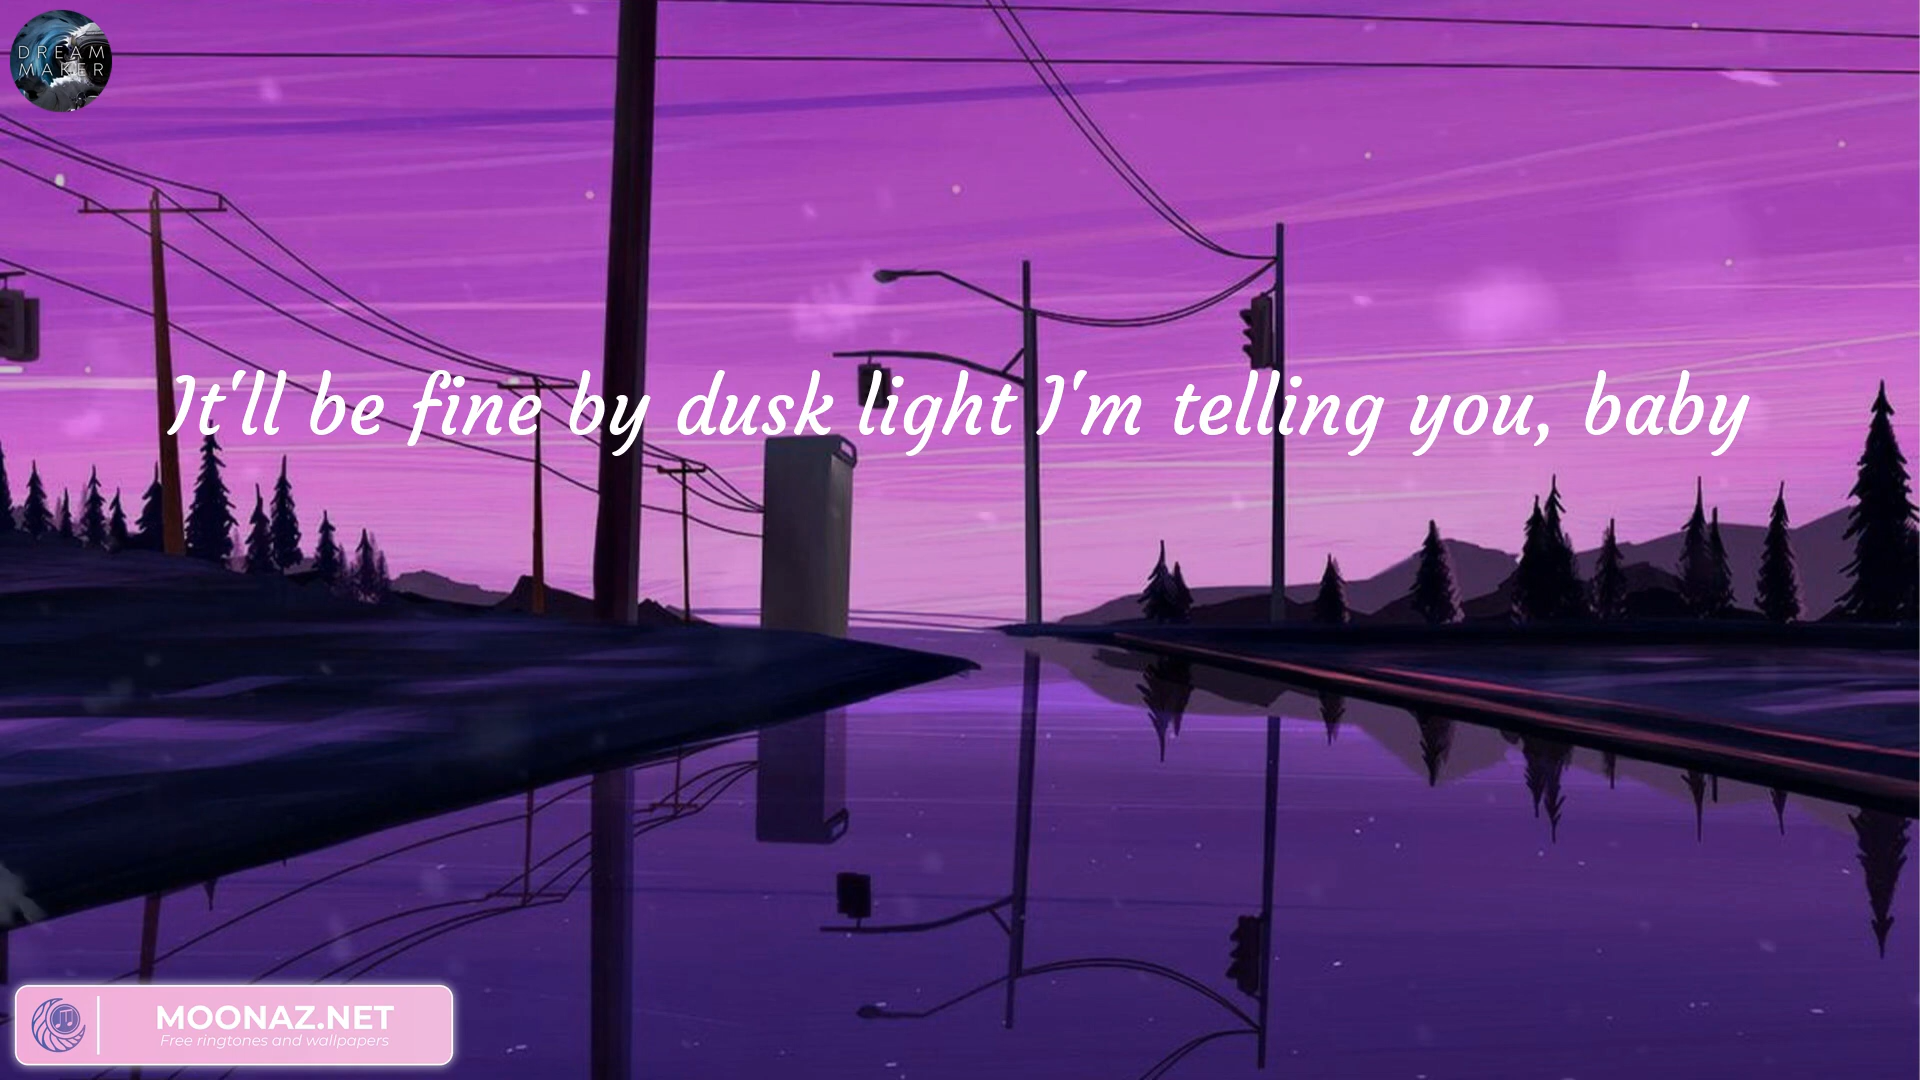 DREAM
MAKER
It'll be fine by dusk light I'm telling you, baby
MOONAZ.NET
Free ringtones and wallpapers